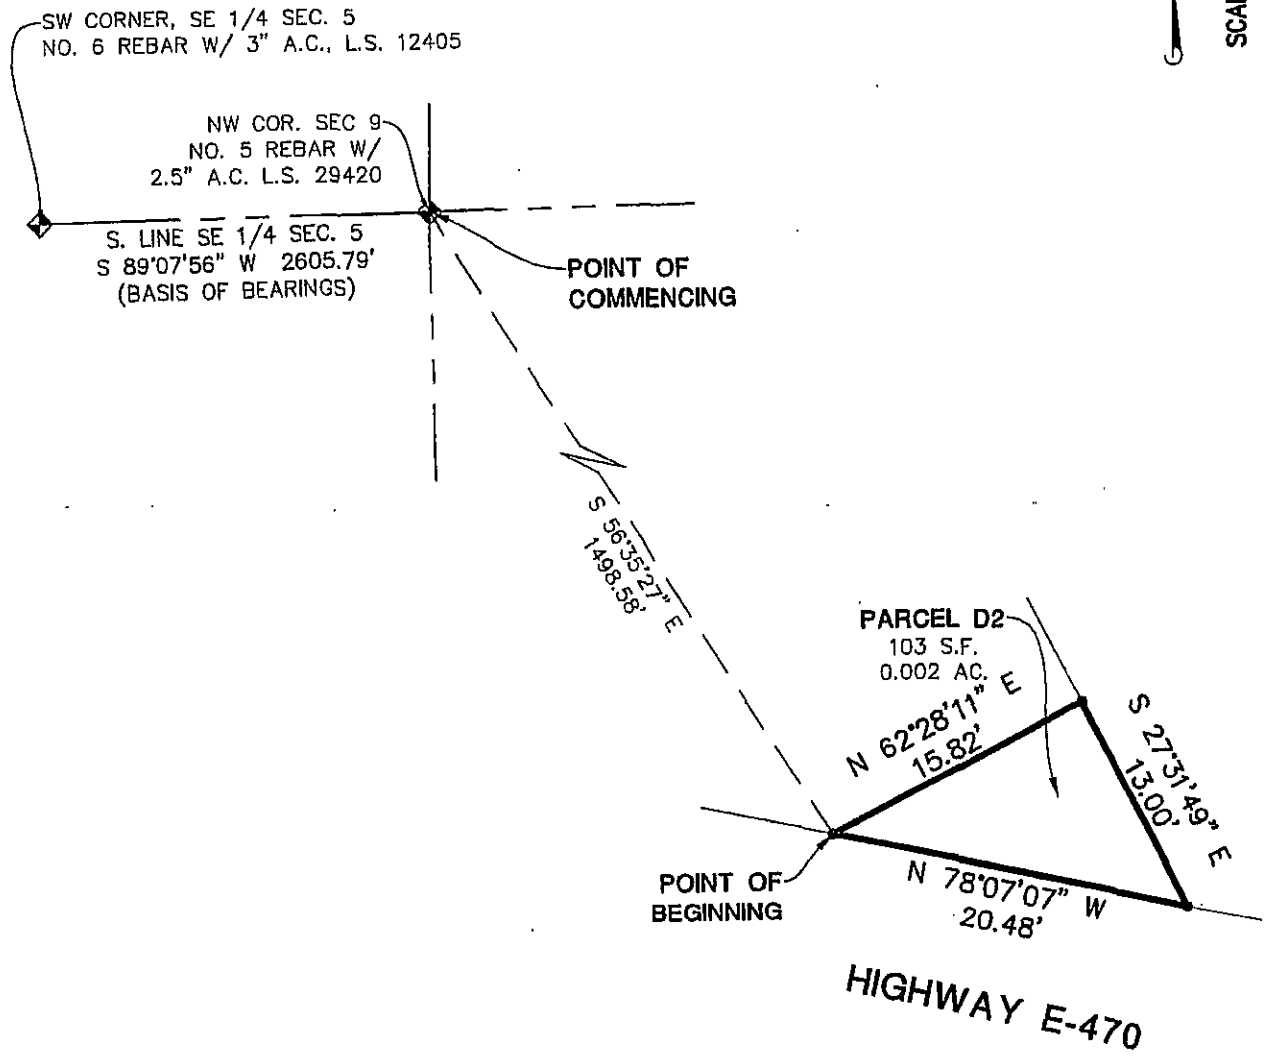 SW CORNER, SE 1/4 SEC. 5
NO. 6 REBAR W/ 3" A.C., L.S. 12405
NW COR. SEC 9
NO. 5 REBAR W/
2.5" A.C. L.S. 29420
S. LINE SE 1/4 SEC. 5
S 89°07'56" W 2605.79'
(BASIS OF BEARINGS)
POINT OF
COMMENCING
S 56°35'27" E
1498.58'
PARCEL D2
103 S.F.
0.002 AC.
N 62°28'11" E
15.82'
S 27°31'49" E
13.00'
N 78°07'07" W
20.48'
POINT OF
BEGINNING
HIGHWAY E-470